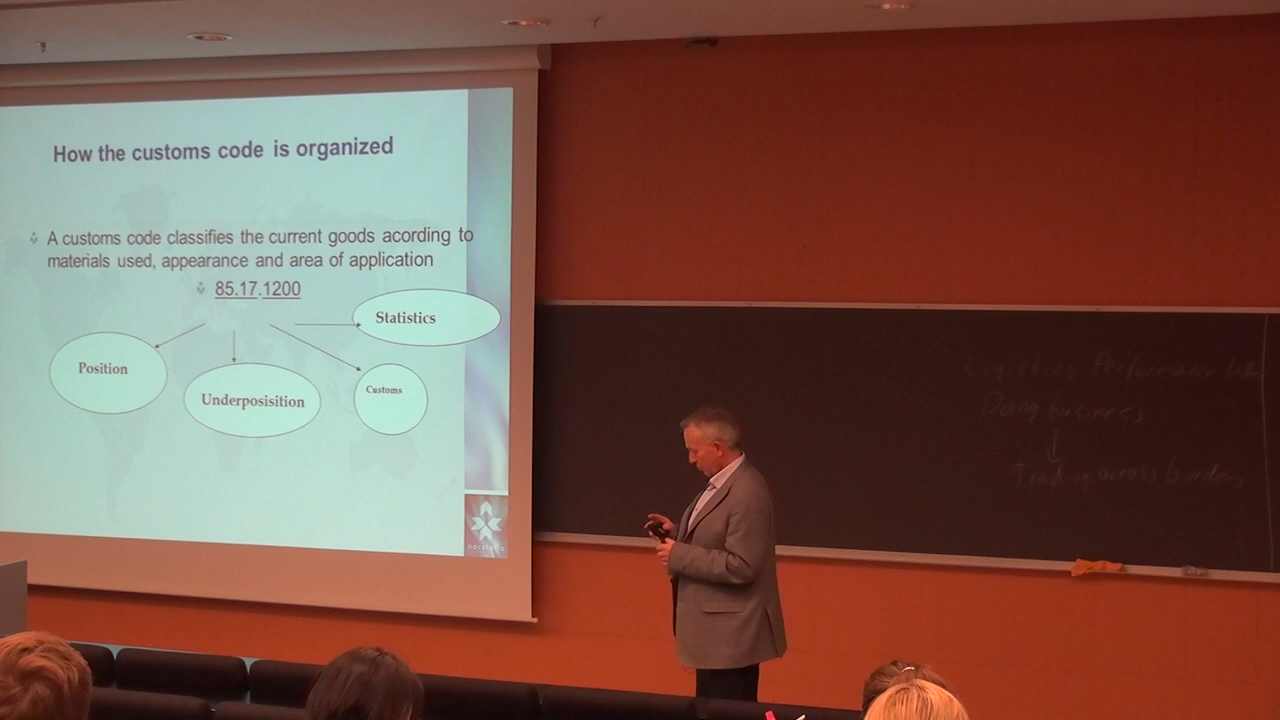 How the customs code is organized
A customs code classifies the current goods acording to
materials used, appearance and area of application
85.17.1200
Statistics
Position
Underposisition
Customs
Logistics Performance
Doing business
Trading across borders